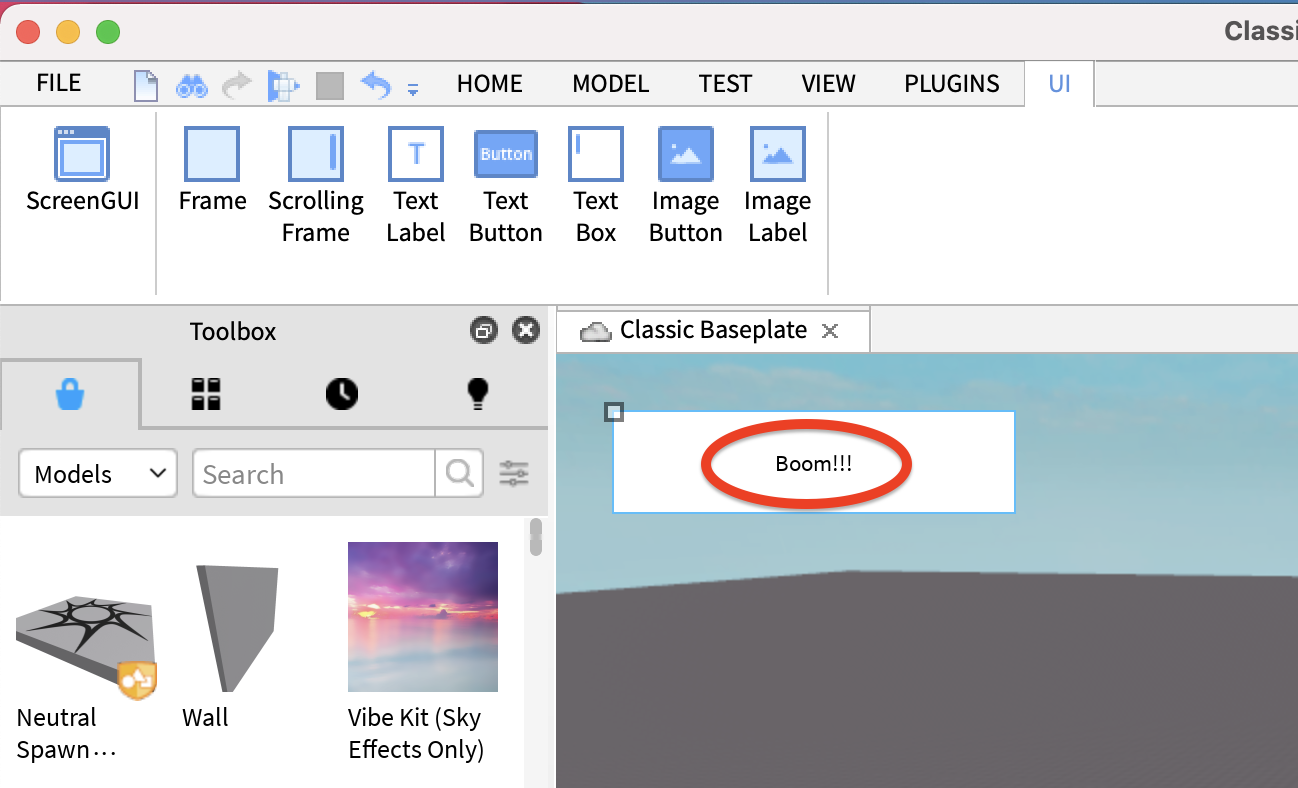 Classi
FILE
HOME
MODEL
TEST
VIEW
PLUGINS
UI
ScreenGUI
Frame
Scrolling
Frame
T
Text
Label
Button
Text
Button
Text
Box
Image
Button
Image
Label
Toolbox
Classic Baseplate
Models
Search
Boom!!!
Neutral
Spawn...
Wall
Vibe Kit (Sky
Effects Only)